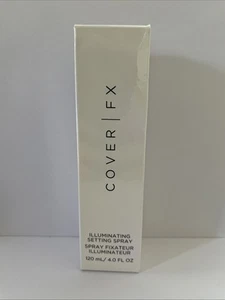 COVER | FX
ILLUMINATING
SETTING SPRAY
SPRAY FIXATEUR
ILLUMINATEUR
120 mL/ 4.0 FL OZ